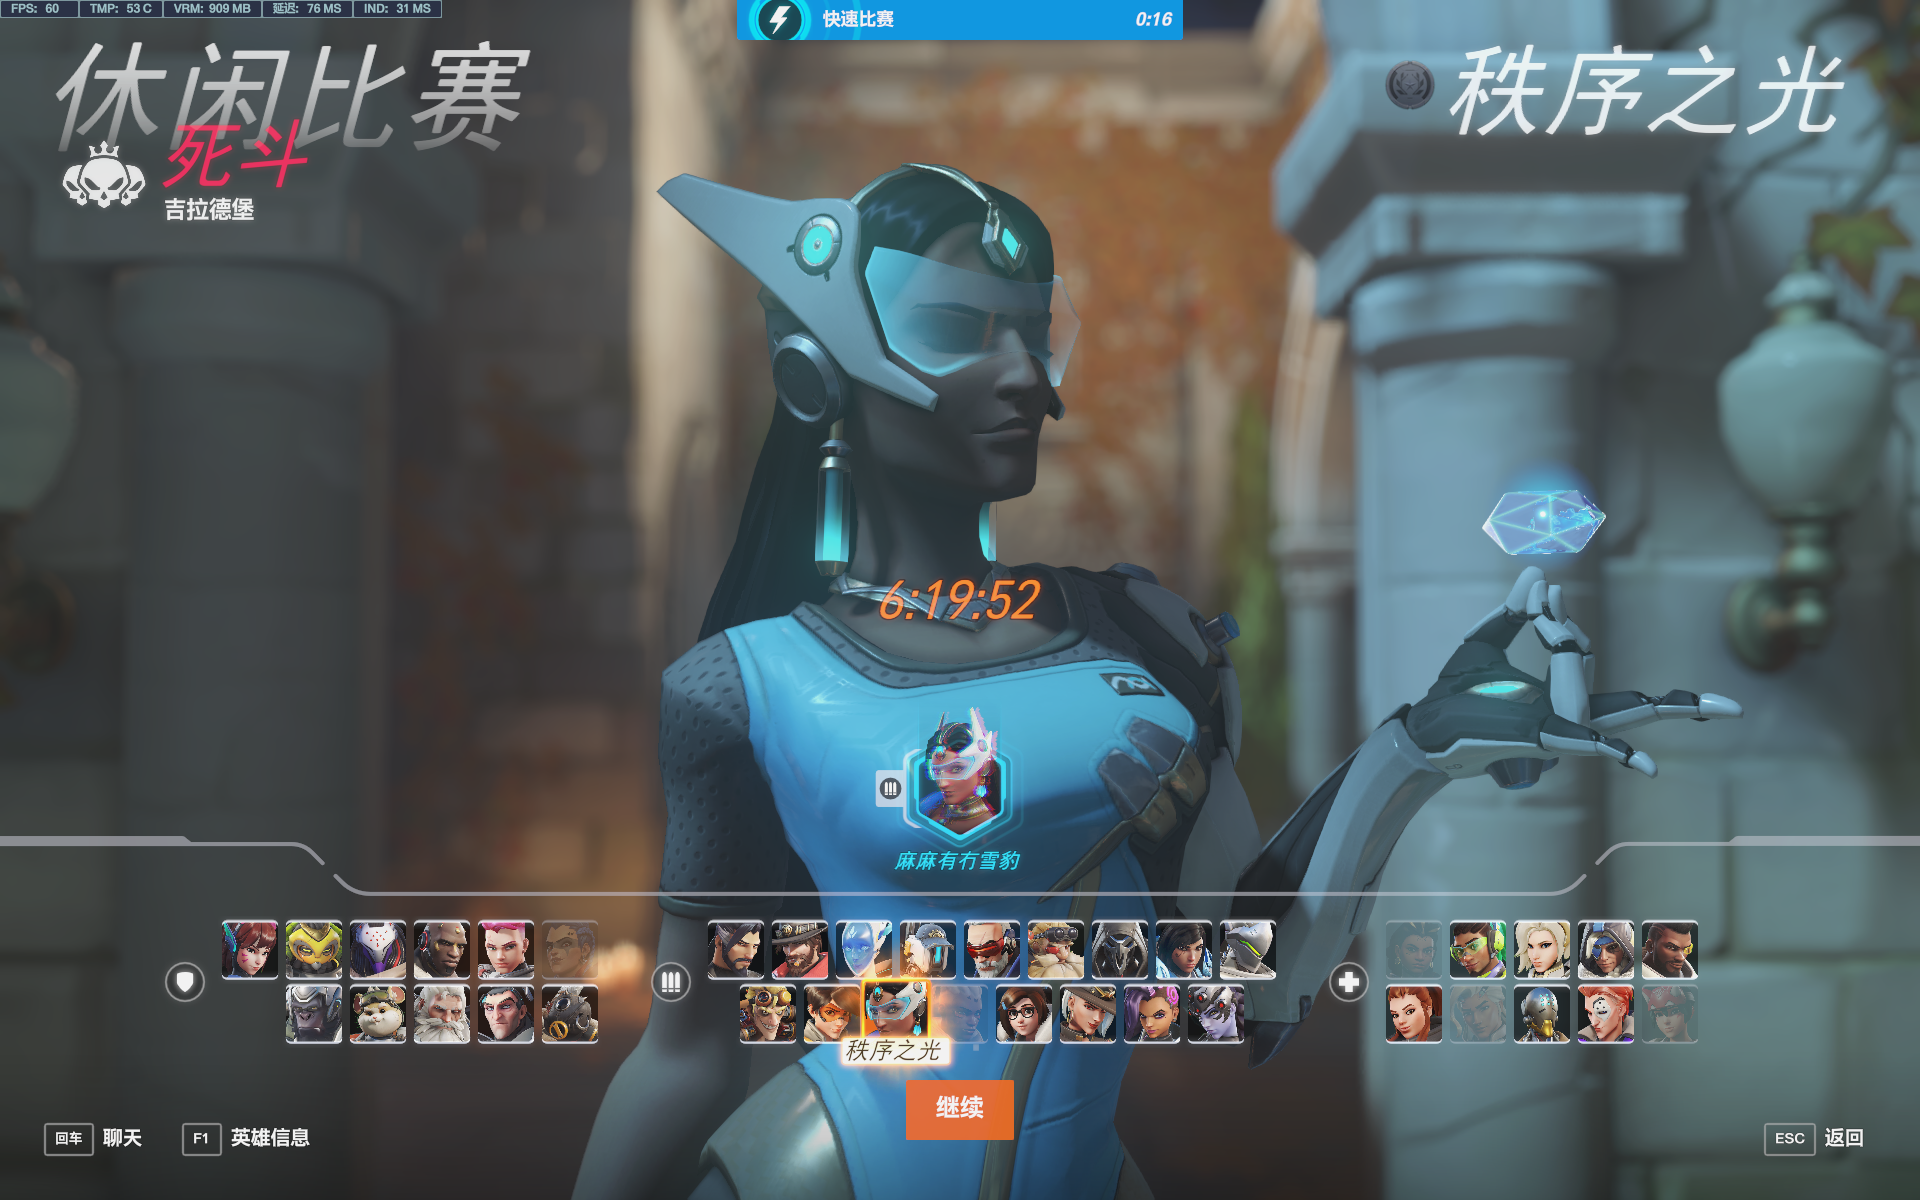 FPS: 60 TMP: 53 C VRM: 909 MB 延迟: 76 MS IND: 31 MS
快速比赛 0:16
休闲比赛
死斗
吉拉德堡
秩序之光
6:19:52
麻麻有冇雪豹
秩序之光
继续
回车 聊天 F1 英雄信息
ESC 返回